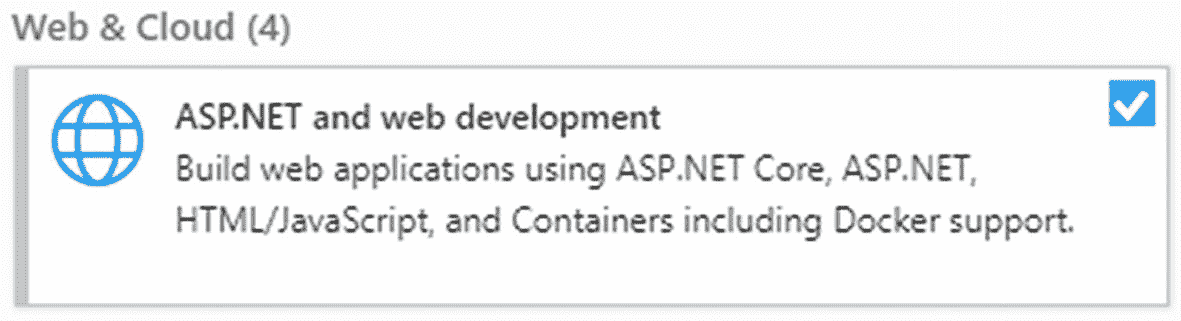 Web & Cloud (4)
ASP.NET and web development
Build web applications using ASP.NET Core, ASP.NET,
HTML/JavaScript, and Containers including Docker support.